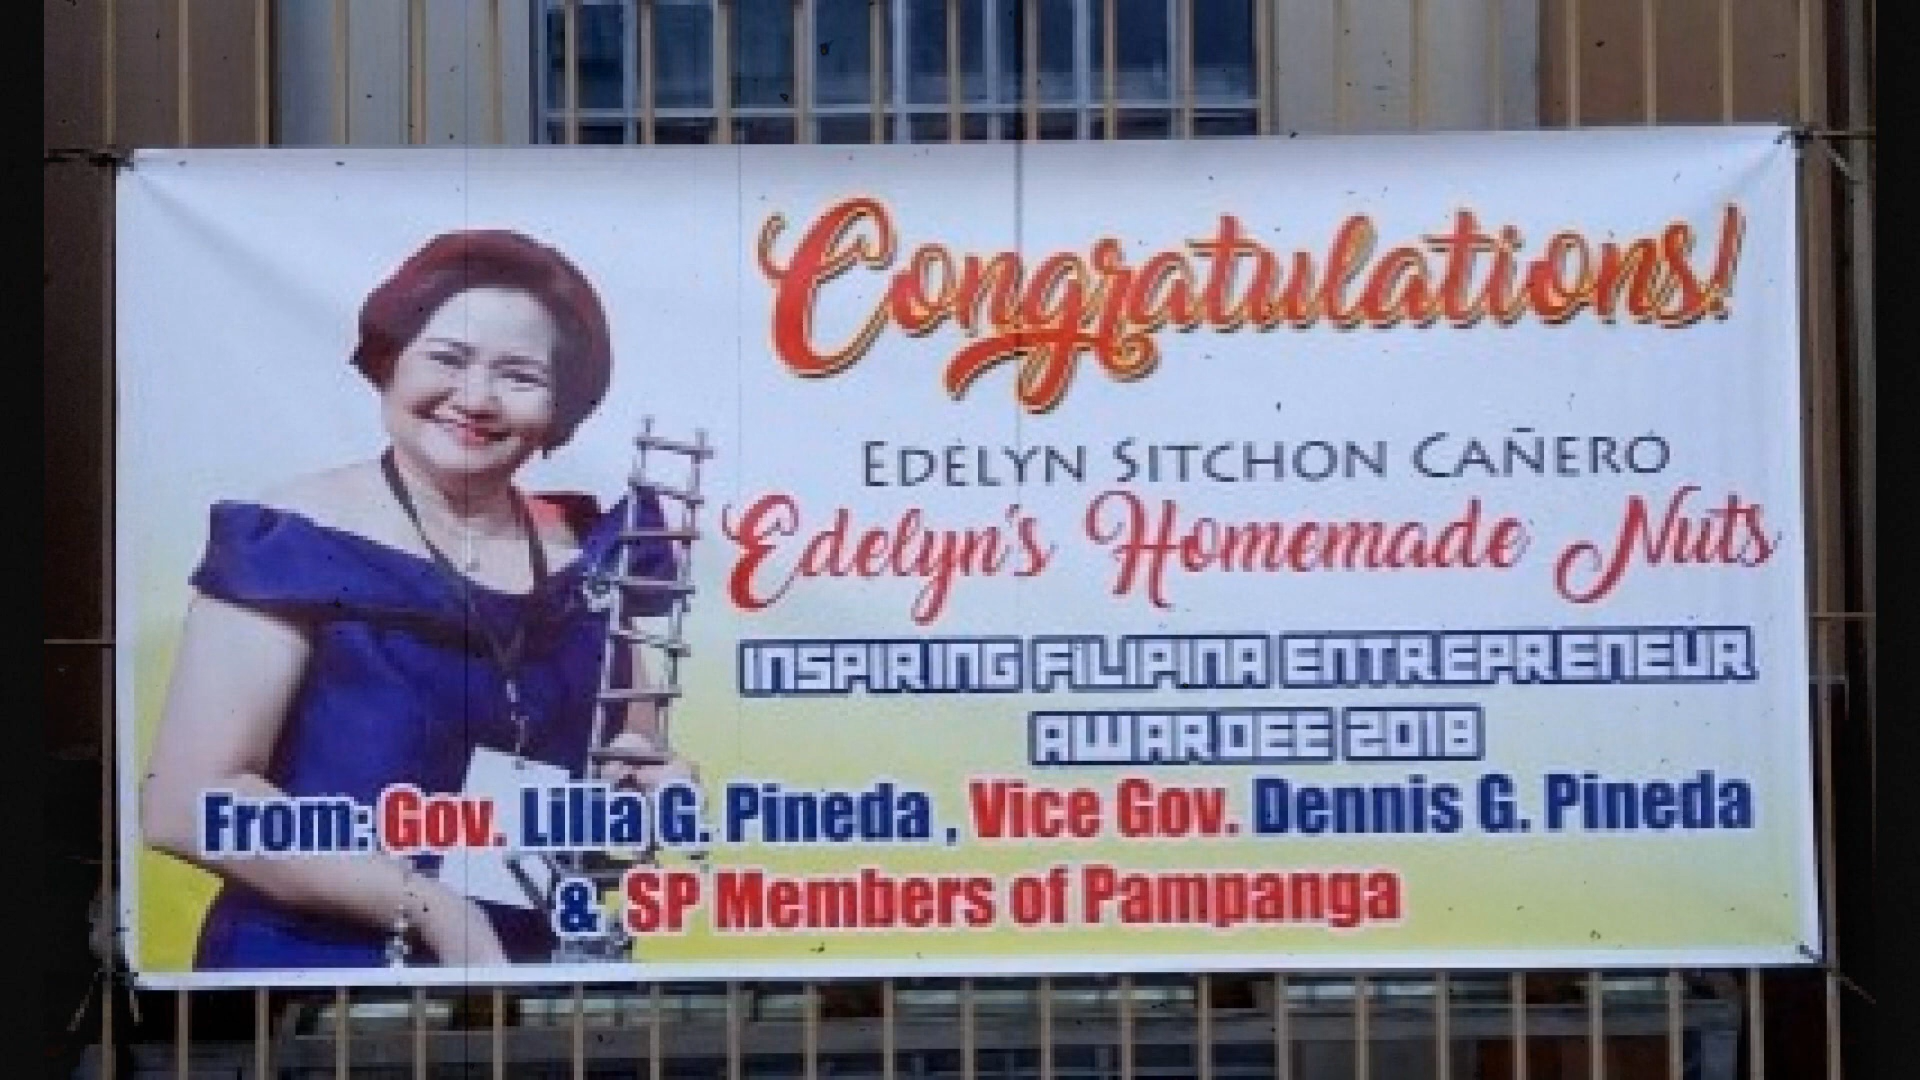 Congratulations!
EDELYN SITCHON CAÑERO
Edelyn's Homemade Nuts
INSPIRING FILIPINA ENTREPRENEUR
AWARDEE 2018
From: Gov. Lilia G. Pineda , Vice Gov. Dennis G. Pineda
& SP Members of Pampanga